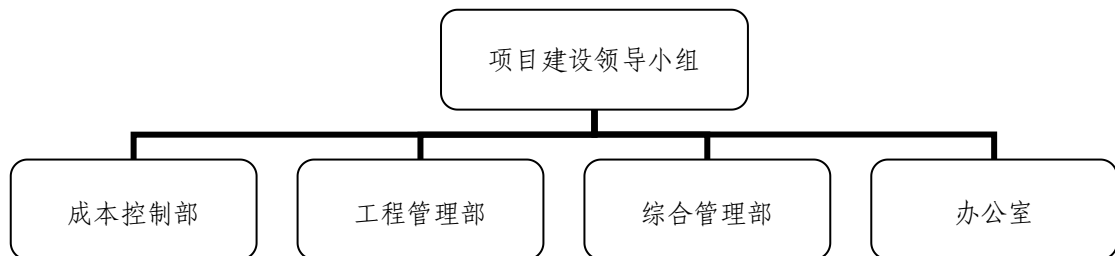 项目建设领导小组
成本控制部
工程管理部
综合管理部
办公室